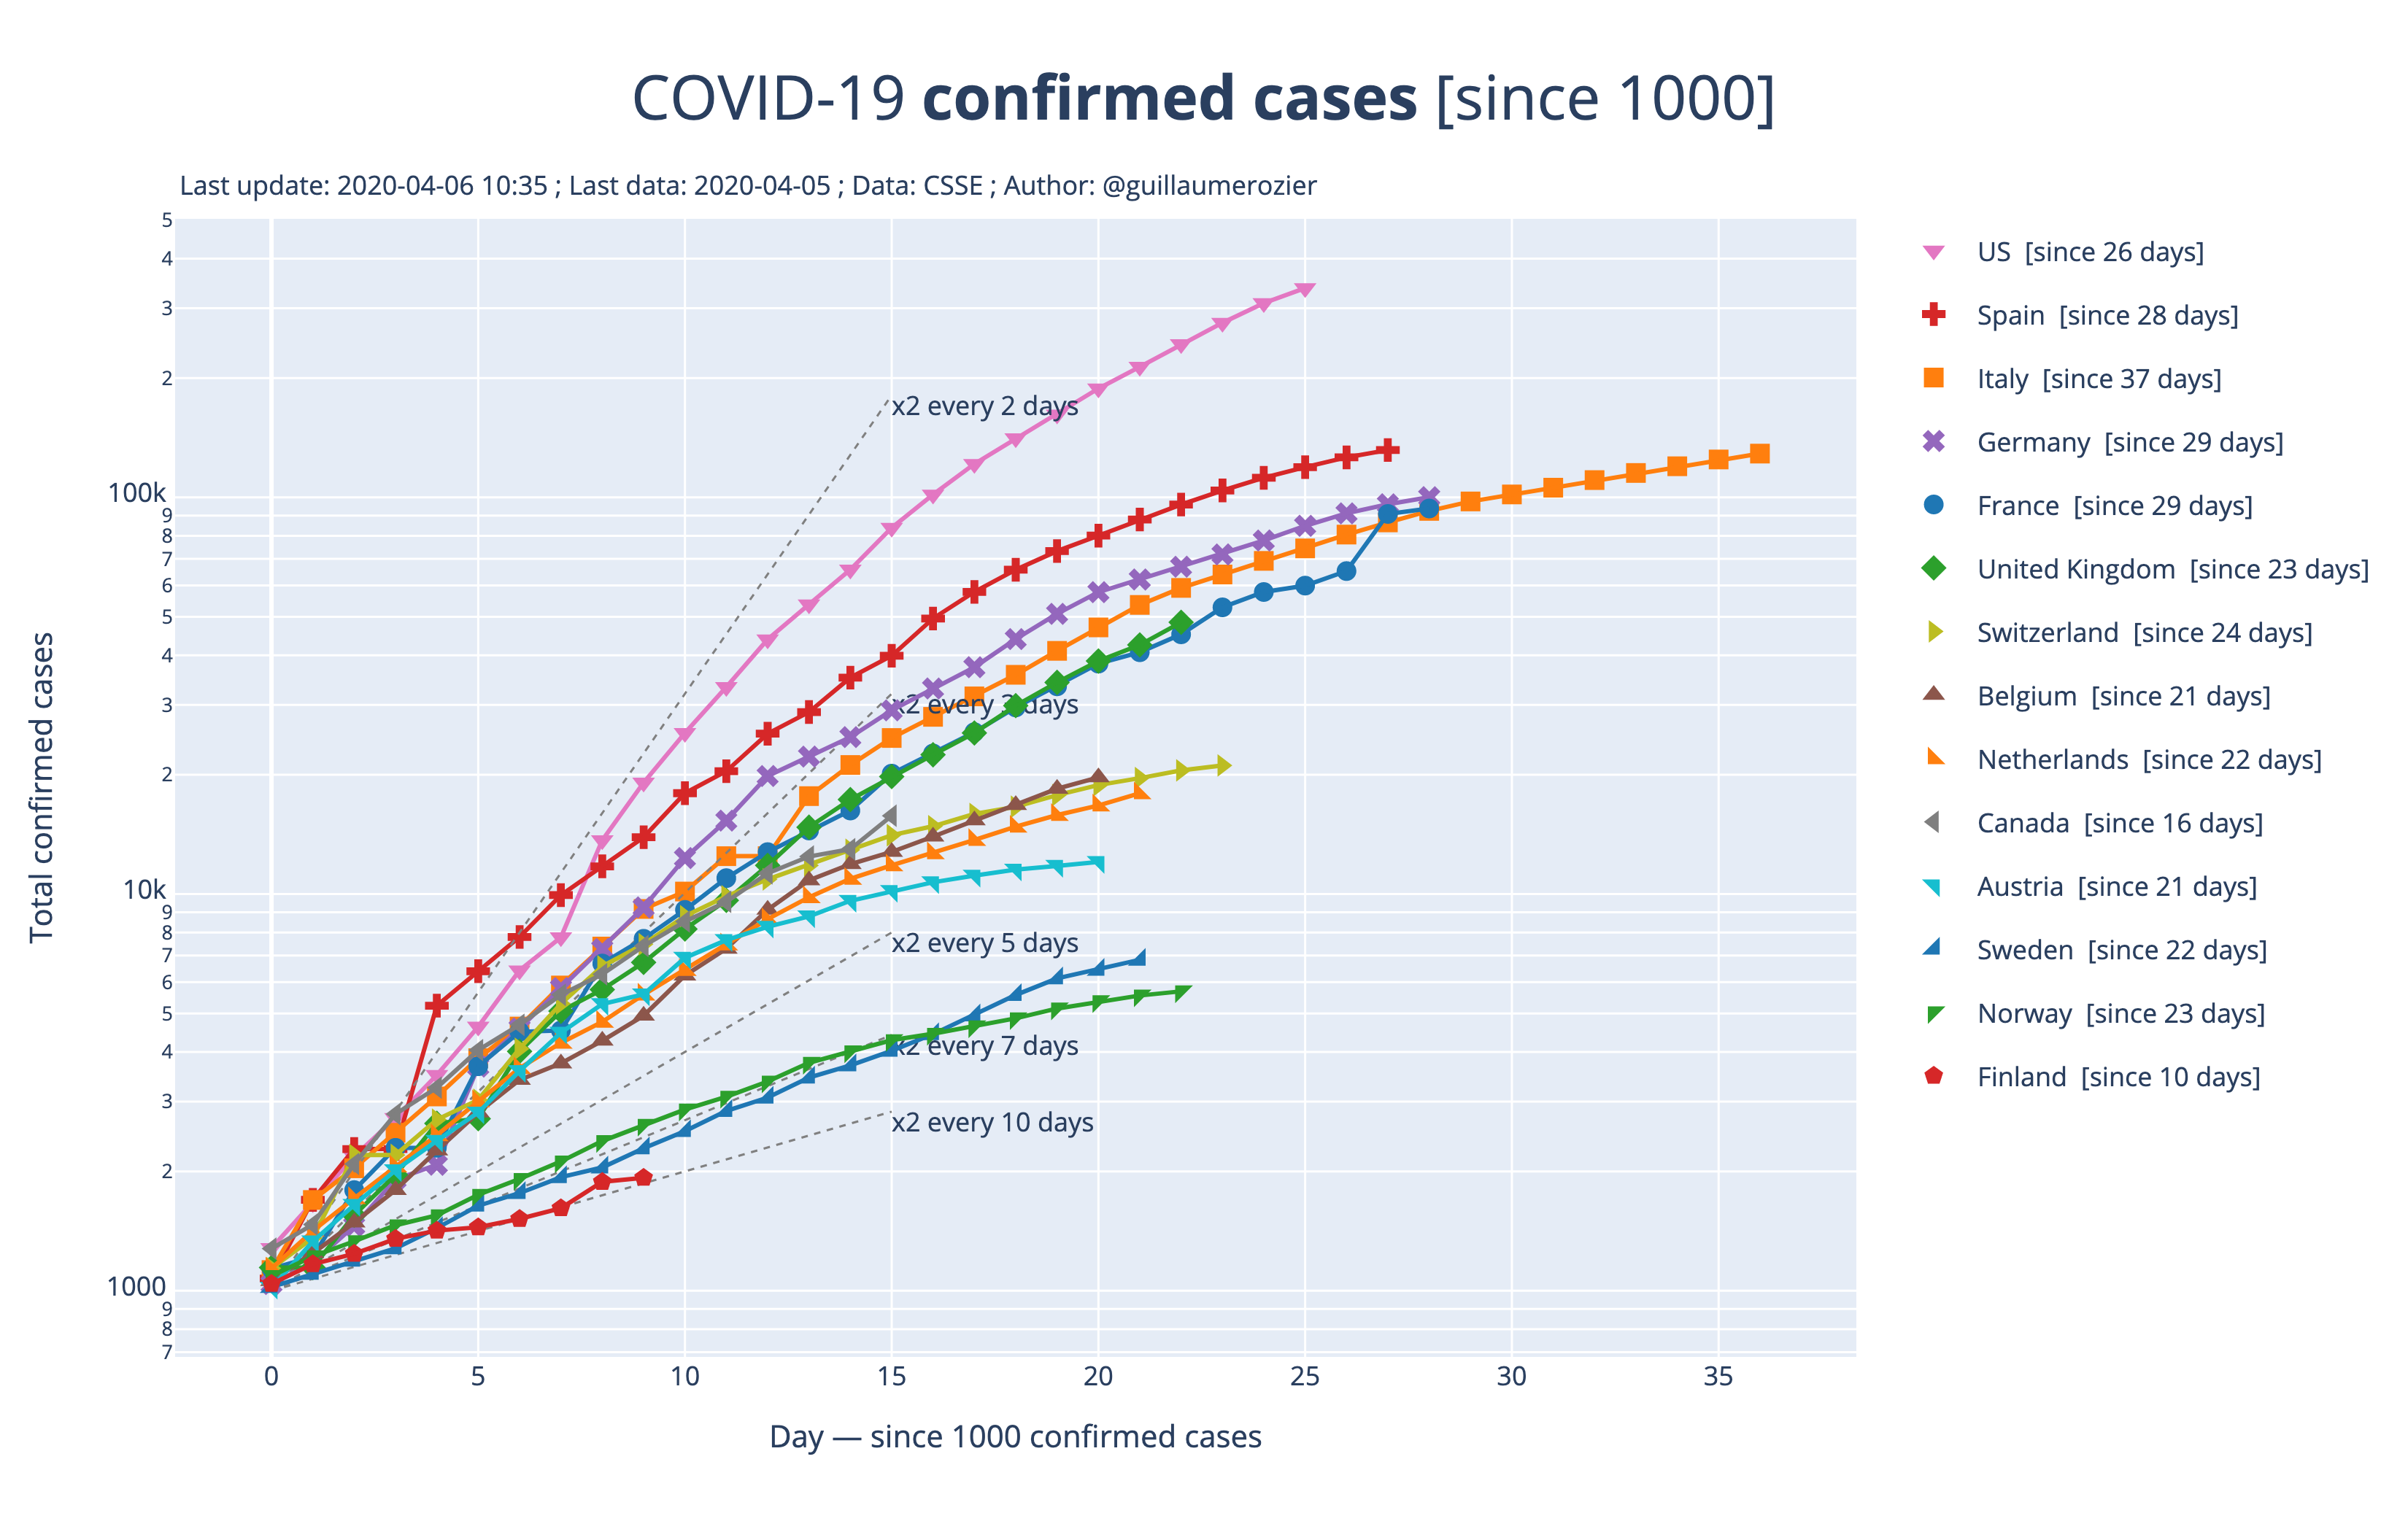 COVID-19 confirmed cases [since 1000]
Last update: 2020-04-06 10:35 ; Last data: 2020-04-05 ; Data: CSSE ; Author: @guillaumerozier
Total confirmed cases
5
4
3
2
100k
9
8
7
6
5
4
3
2
10k
9
8
7
6
5
4
3
2
1000
9
8
7
x2 every 2 days
x2 every 3 days
x2 every 5 days
x2 every 7 days
x2 every 10 days
0 5 10 15 20 25 30 35
Day — since 1000 confirmed cases
US [since 26 days]
Spain [since 28 days]
Italy [since 37 days]
Germany [since 29 days]
France [since 29 days]
United Kingdom [since 23 days]
Switzerland [since 24 days]
Belgium [since 21 days]
Netherlands [since 22 days]
Canada [since 16 days]
Austria [since 21 days]
Sweden [since 22 days]
Norway [since 23 days]
Finland [since 10 days]